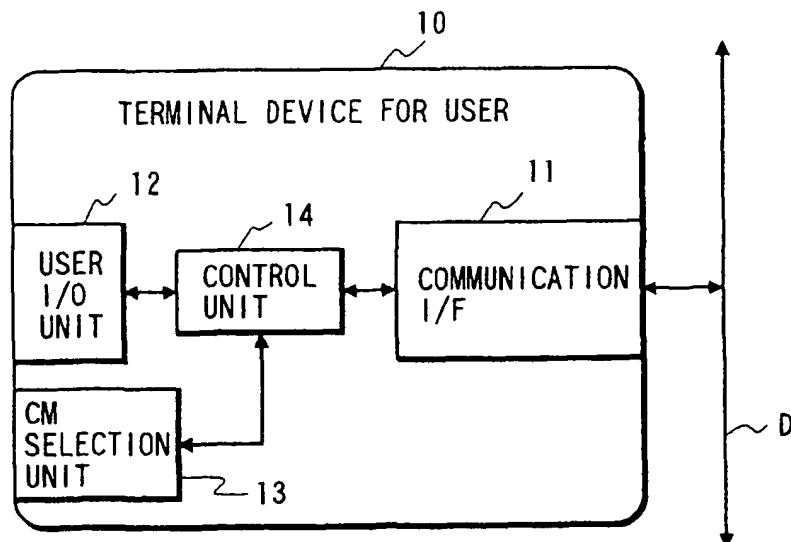 10
TERMINAL DEVICE FOR USER
12
14
11
USER
I/O
UNIT
CONTROL
UNIT
COMMUNICATION
I/F
CM
SELECTION
UNIT
13
D